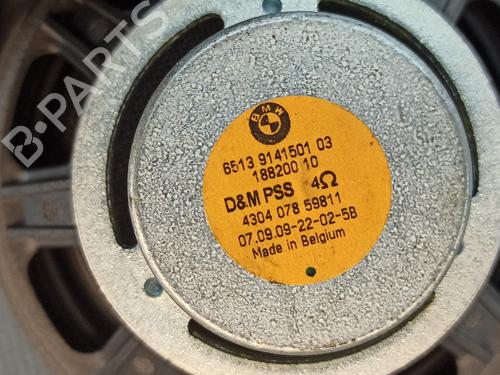 B-PARTS
BMW
6513 9141501 03
188200 10
D&M PSS 4Ω
4304 078 59811
07.09.09-22-02-5B
Made in Belgium